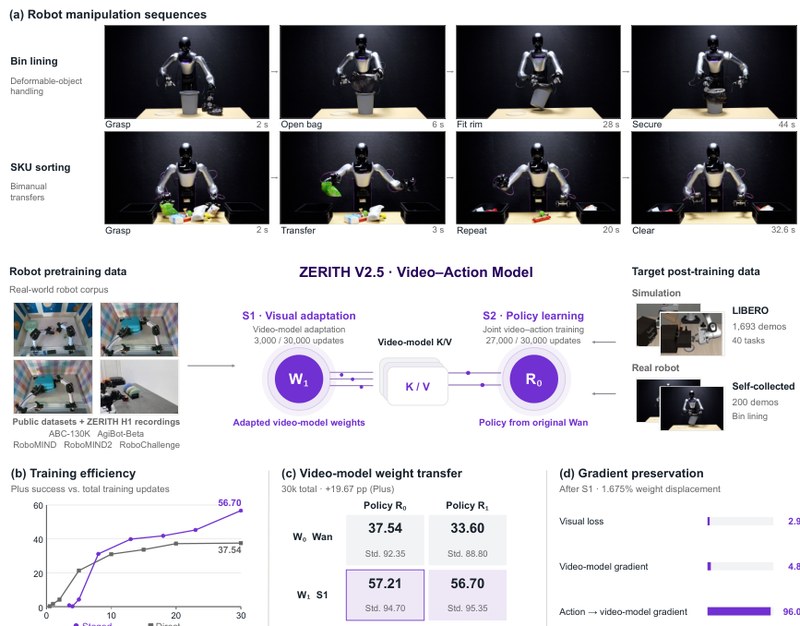 (a) Robot manipulation sequences
Bin lining
Deformable-object
handling
Grasp 2 s
Open bag 6 s
Fit rim 28 s
Secure 44 s
SKU sorting
Bimanual
transfers
Grasp 2 s
Transfer 3 s
Repeat 20 s
Clear 32.6 s
Robot pretraining data
Real-world robot corpus
Public datasets + ZERITH H1 recordings
ABC-130K AgiBot-Beta
RoboMIND RoboMIND2 RoboChallenge
ZERITH V2.5 · Video–Action Model
S1 · Visual adaptation
Video-model adaptation
3,000 / 30,000 updates
W₁
Adapted video-model weights
Video-model K/V
K / V
S2 · Policy learning
Joint video–action training
27,000 / 30,000 updates
R₀
Policy from original Wan
Target post-training data
Simulation
LIBERO
1,693 demos
40 tasks
Real robot
Self-collected
200 demos
Bin lining
(b) Training efficiency
Plus success vs. total training updates
60
40
20
0
0 10 20 30
56.70
37.54
Staged Direct
(c) Video-model weight transfer
30k total · +19.67 pp (Plus)
Policy R₀ Policy R₁
W₀ Wan
37.54
Std. 92.35
33.60
Std. 88.80
W₁ S1
57.21
Std. 94.70
56.70
Std. 95.35
(d) Gradient preservation
After S1 · 1.675% weight displacement
Visual loss 2.9
Video-model gradient 4.8
Action → video-model gradient 96.0